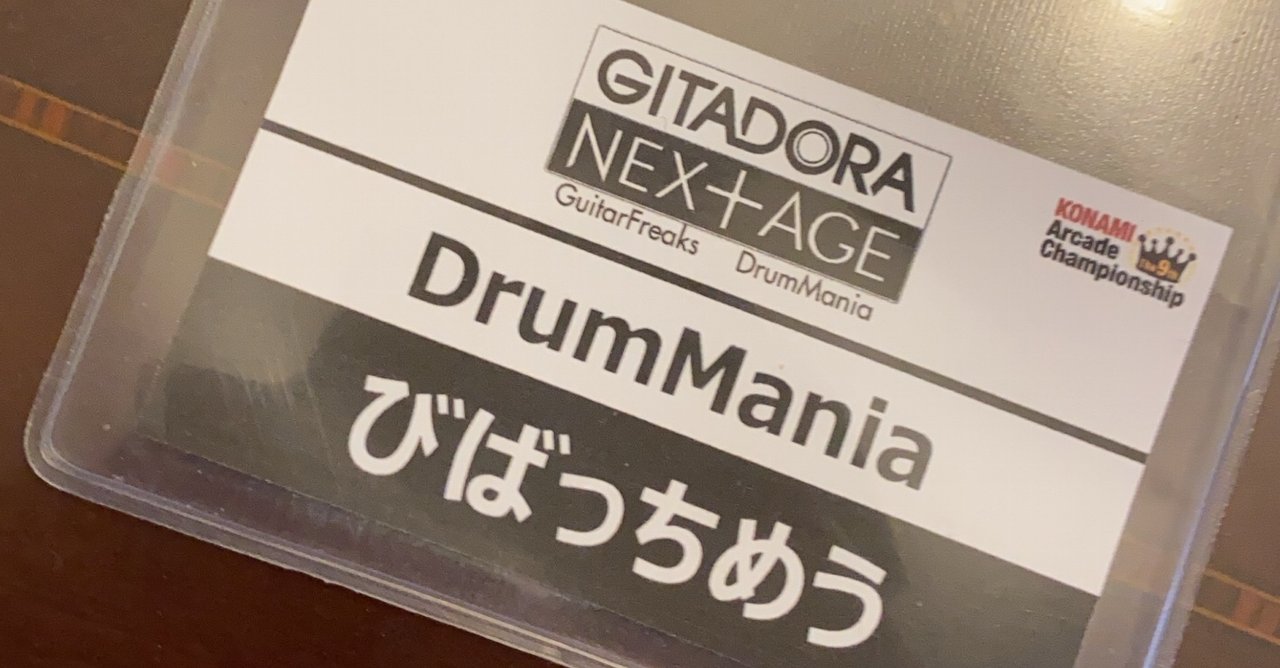 GITADORA
NEX+AGE
GuitarFreaks DrumMania
KONAMI
Arcade
Championship
The 9th
DrumMania
びばっちめう